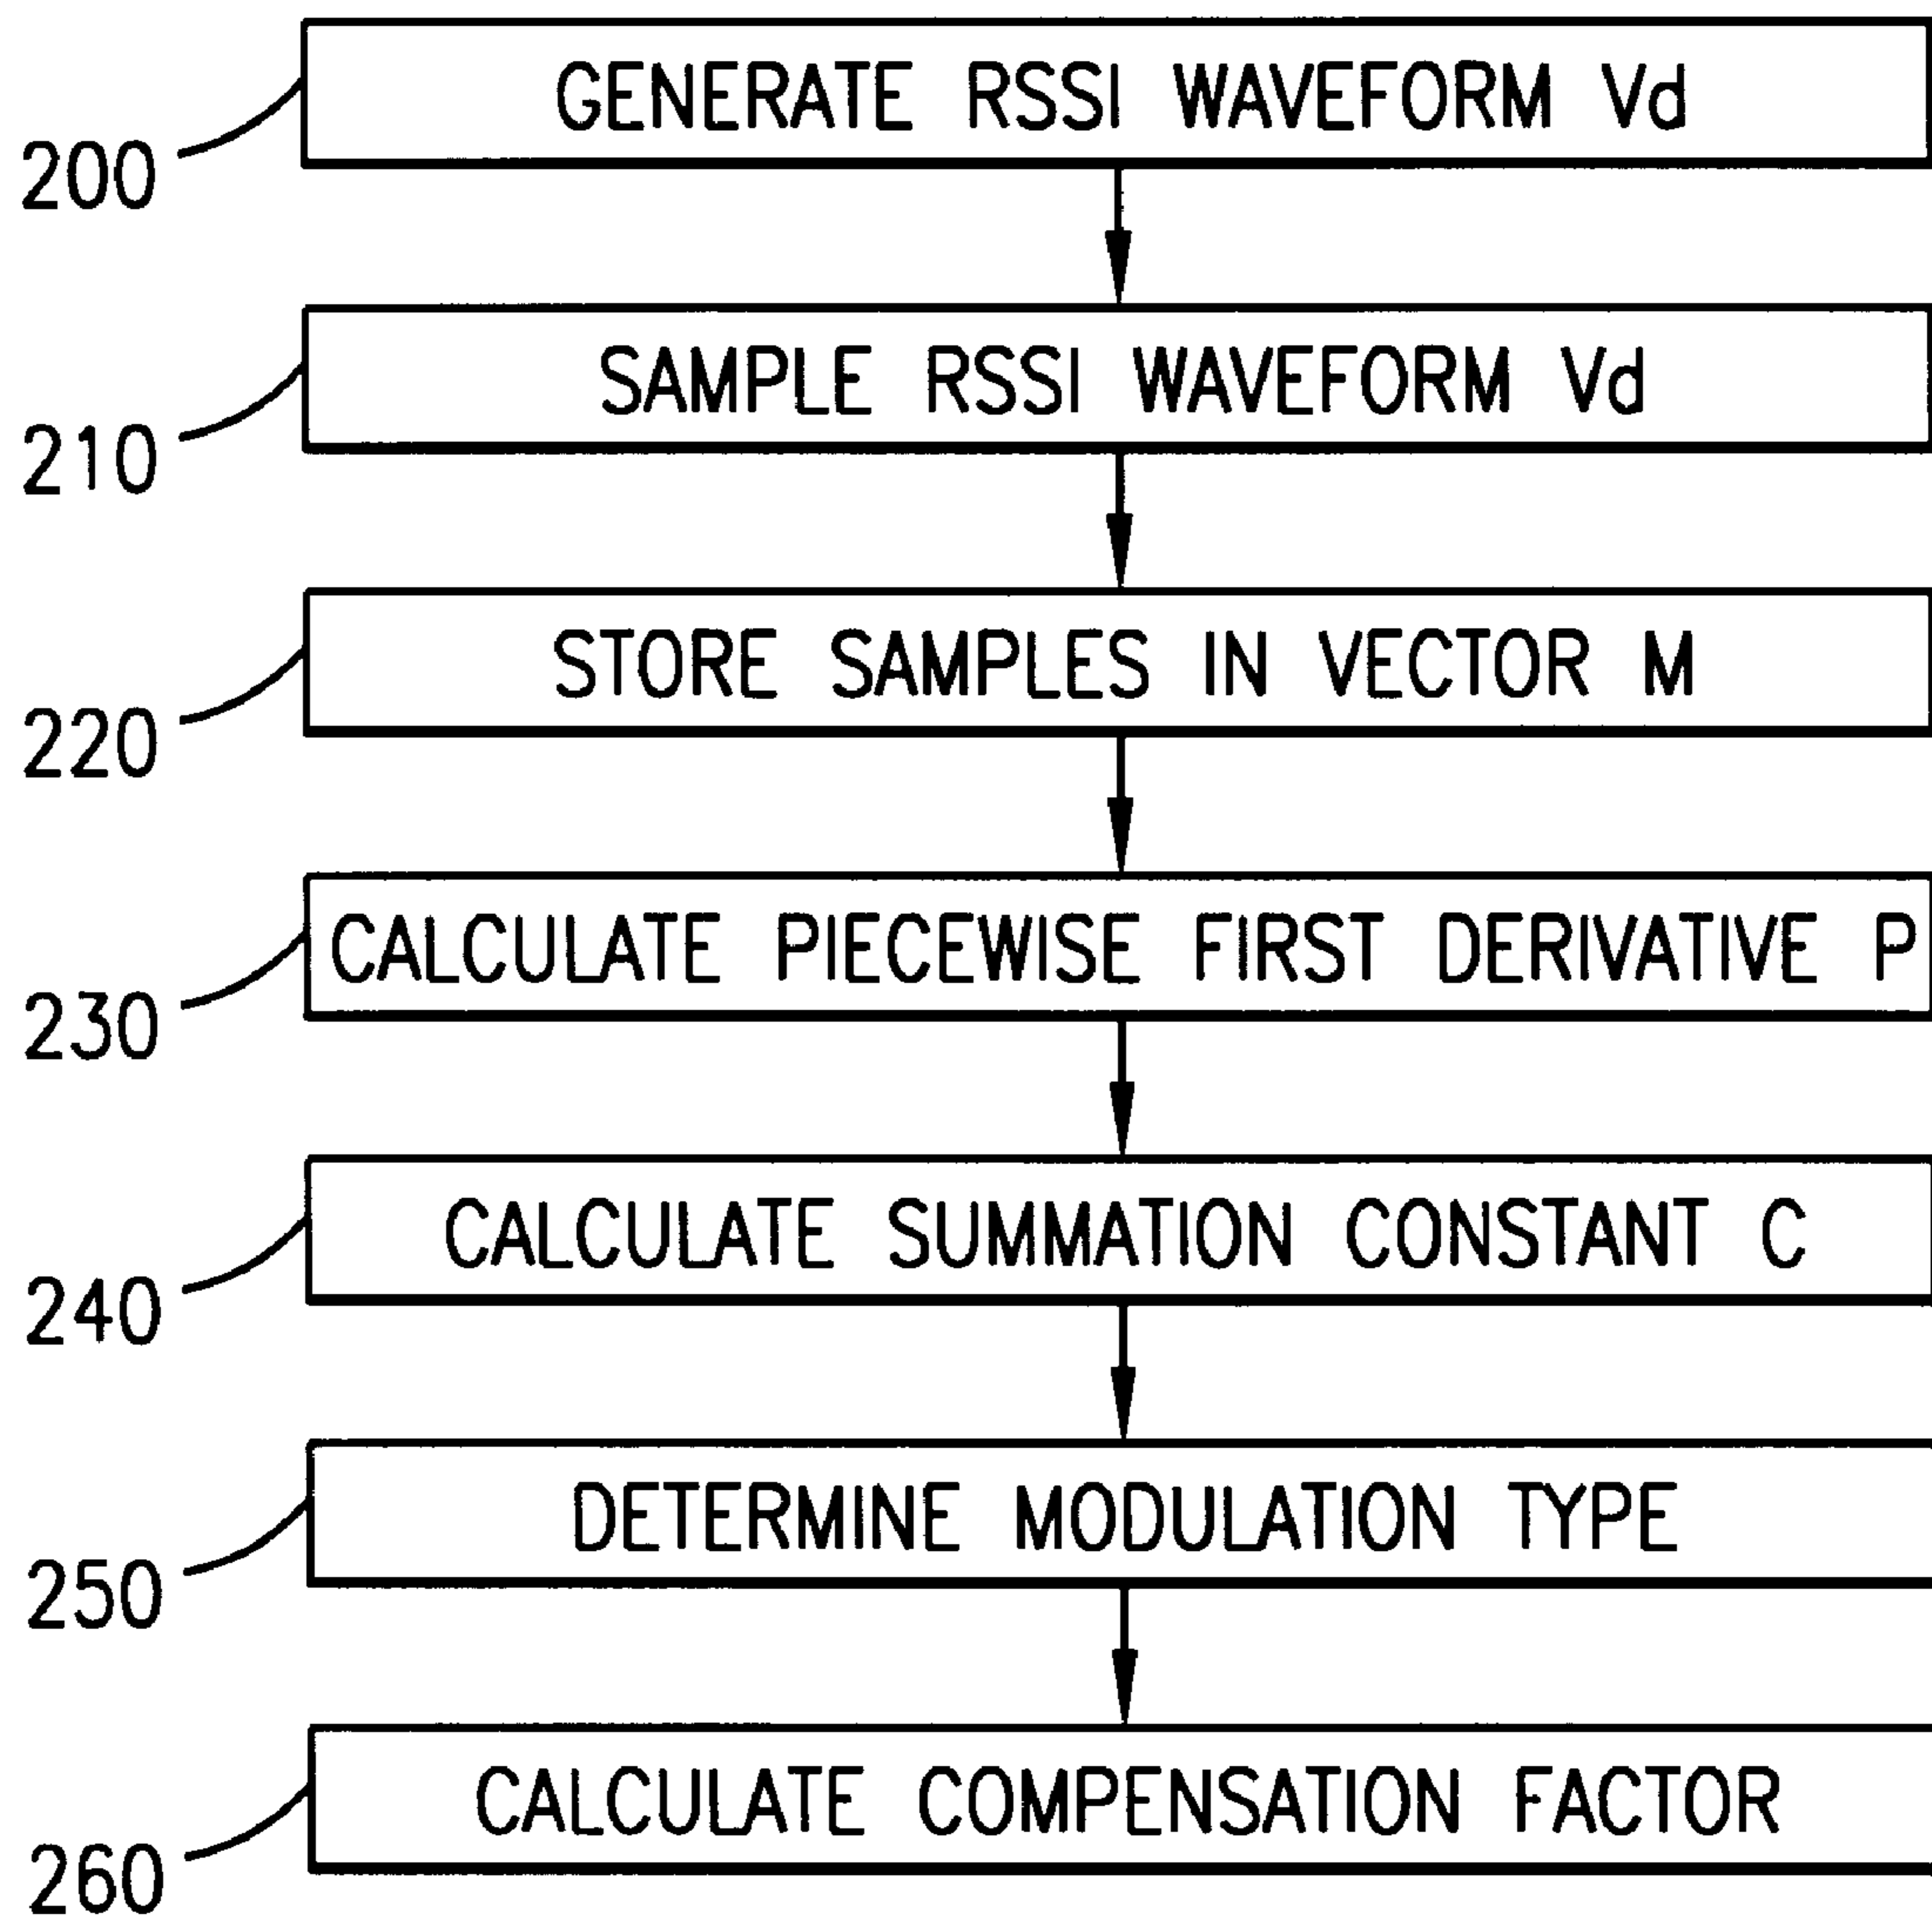 GENERATE RSSI WAVEFORM Vd
200
SAMPLE RSSI WAVEFORM Vd
210
STORE SAMPLES IN VECTOR M
220
CALCULATE PIECEWISE FIRST DERIVATIVE P
230
CALCULATE SUMMATION CONSTANT C
240
DETERMINE MODULATION TYPE
250
CALCULATE COMPENSATION FACTOR
260